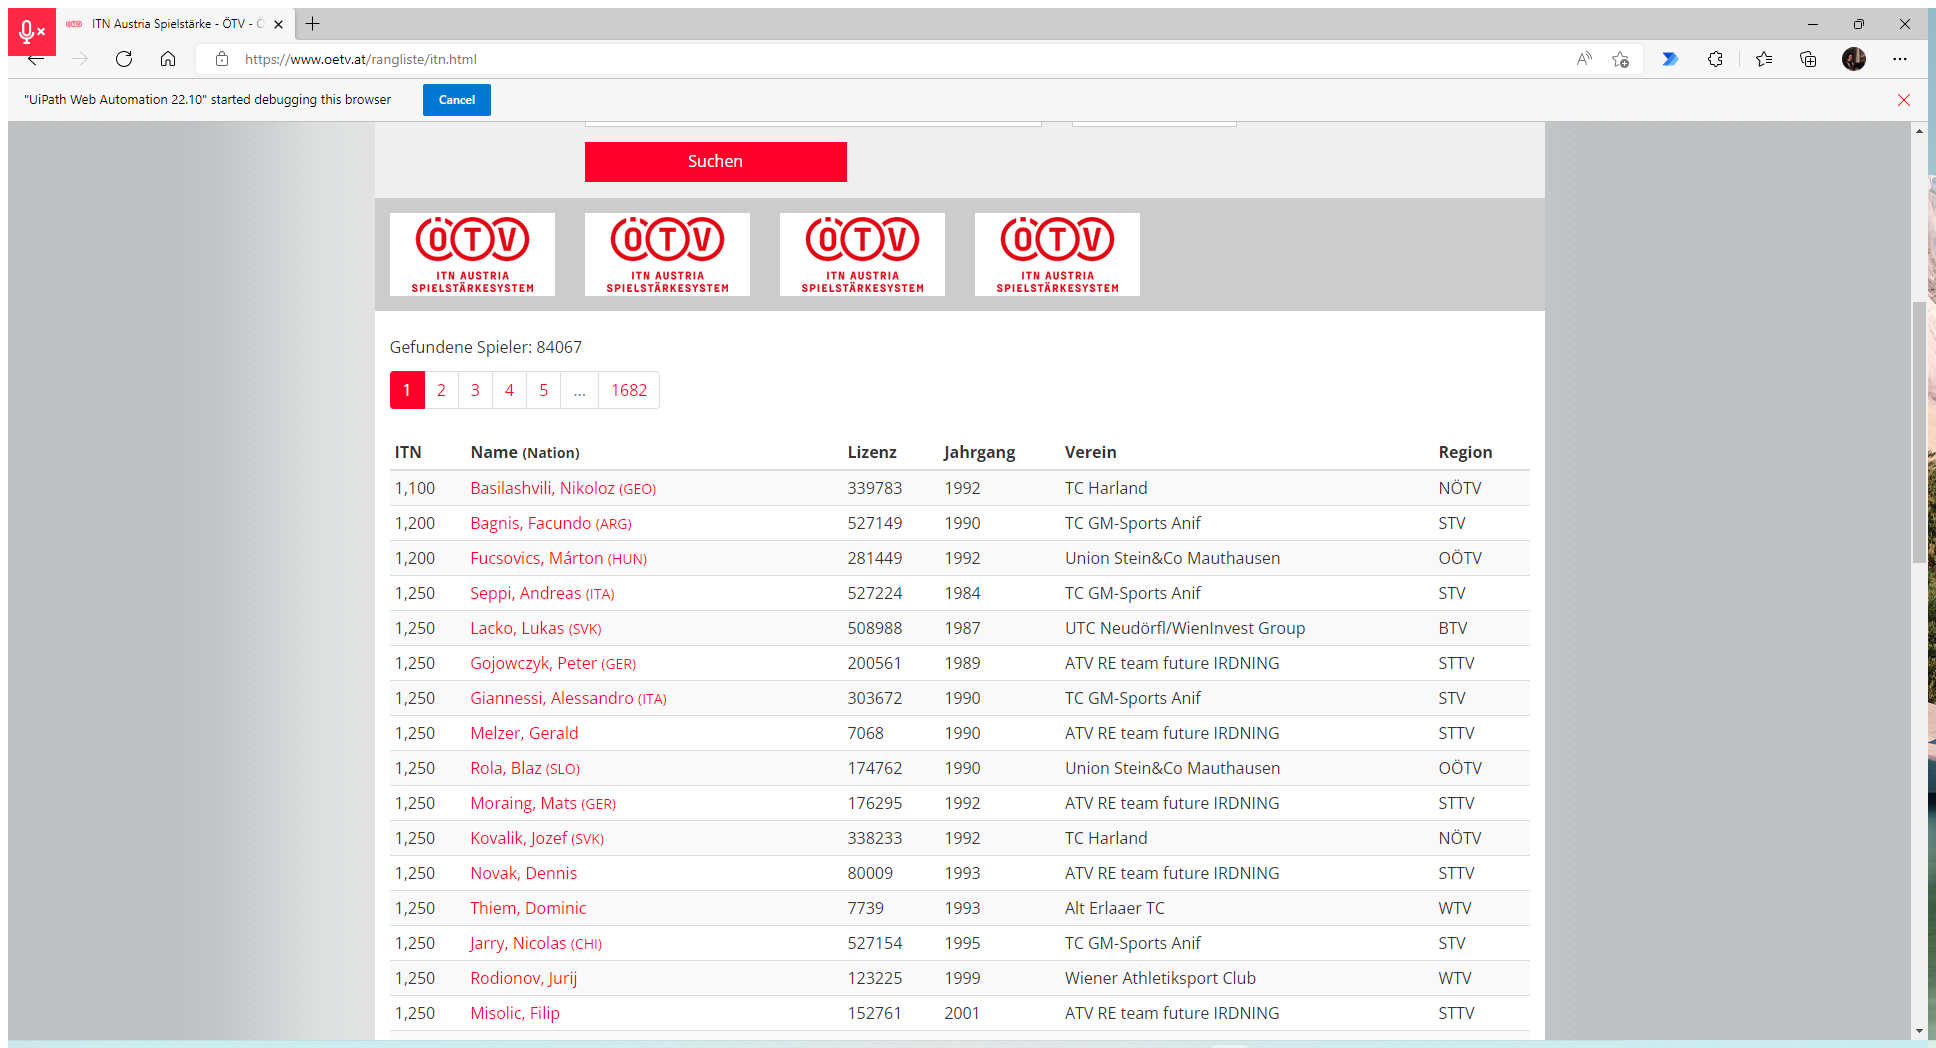 ITN Austria Spielstärke - ÖTV - Ö
https://www.oetv.at/rangliste/itn.html
"UiPath Web Automation 22.10" started debugging this browser Cancel
Suchen
ÖTV ÖTV ÖTV ÖTV
ITN AUSTRIA ITN AUSTRIA ITN AUSTRIA ITN AUSTRIA
SPIELSTÄRKESYSTEM SPIELSTÄRKESYSTEM SPIELSTÄRKESYSTEM SPIELSTÄRKESYSTEM
Gefundene Spieler: 84067
1 2 3 4 5 ... 1682
ITN Name (Nation) Lizenz Jahrgang Verein Region
1,100 Basilashvili, Nikoloz (GEO) 339783 1992 TC Harland NÖTV
1,200 Bagnis, Facundo (ARG) 527149 1990 TC GM-Sports Anif STV
1,200 Fucsovics, Márton (HUN) 281449 1992 Union Stein&Co Mauthausen OÖTV
1,250 Seppi, Andreas (ITA) 527224 1984 TC GM-Sports Anif STV
1,250 Lacko, Lukas (SVK) 508988 1987 UTC Neudörfl/WienInvest Group BTV
1,250 Gojowczyk, Peter (GER) 200561 1989 ATV RE team future IRDNING STTV
1,250 Giannessi, Alessandro (ITA) 303672 1990 TC GM-Sports Anif STV
1,250 Melzer, Gerald 7068 1990 ATV RE team future IRDNING STTV
1,250 Rola, Blaz (SLO) 174762 1990 Union Stein&Co Mauthausen OÖTV
1,250 Moraing, Mats (GER) 176295 1992 ATV RE team future IRDNING STTV
1,250 Kovalik, Jozef (SVK) 338233 1992 TC Harland NÖTV
1,250 Novak, Dennis 80009 1993 ATV RE team future IRDNING STTV
1,250 Thiem, Dominic 7739 1993 Alt Erlaaer TC WTV
1,250 Jarry, Nicolas (CHI) 527154 1995 TC GM-Sports Anif STV
1,250 Rodionov, Jurij 123225 1999 Wiener Athletiksport Club WTV
1,250 Misolic, Filip 152761 2001 ATV RE team future IRDNING STTV